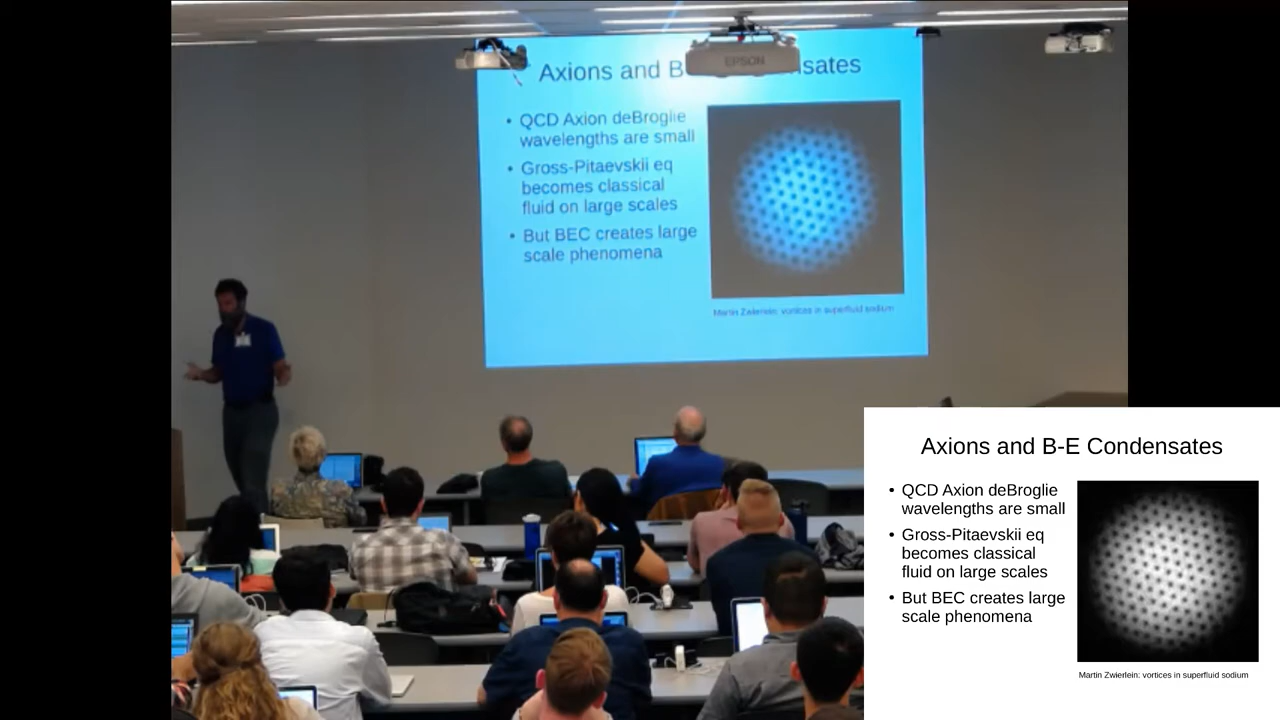 Axions and B
nsates
EPSON
• QCD Axion deBroglie
wavelengths are small
• Gross-Pitaevskii eq
becomes classical
fluid on large scales
• But BEC creates large
scale phenomena
Martin Zwierlein: vortices in superfluid sodium
Axions and B-E Condensates
• QCD Axion deBroglie
wavelengths are small
• Gross-Pitaevskii eq
becomes classical
fluid on large scales
• But BEC creates large
scale phenomena
Martin Zwierlein: vortices in superfluid sodium